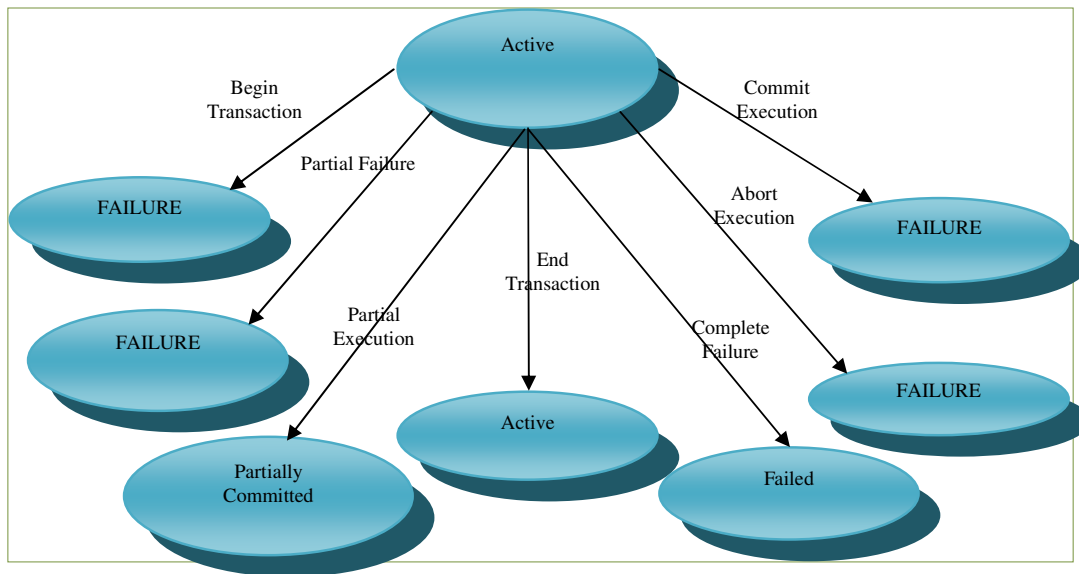 Active
Begin
Transaction
Commit
Execution
Partial Failure
FAILURE
Abort
Execution
FAILURE
End
Transaction
Partial
Execution
Complete
Failure
FAILURE
FAILURE
Active
Partially
Committed
Failed